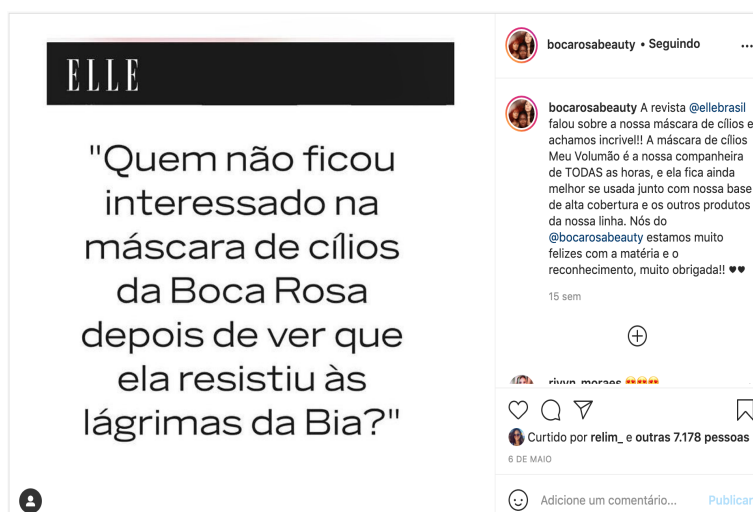 ELLE
"Quem não ficou
interessado na
máscara de cílios
da Boca Rosa
depois de ver que
ela resistiu às
lágrimas da Bia?"
bocarosabeauty • Seguindo
bocarosabeauty A revista @ellebrasil
falou sobre a nossa máscara de cílios e
achamos incrivel!! A máscara de cílios
Meu Volumão é a nossa companheira
de TODAS as horas, e ela fica ainda
melhor se usada junto com nossa base
de alta cobertura e os outros produtos
da nossa linha. Nós do
@bocarosabeauty estamos muito
felizes com a matéria e o
reconhecimento, muito obrigada!! ♥♥
15 sem
rivyn_moraes 😍😍😍
Curtido por relim_ e outras 7.178 pessoas
6 DE MAIO
Adicione um comentário...
Publicar